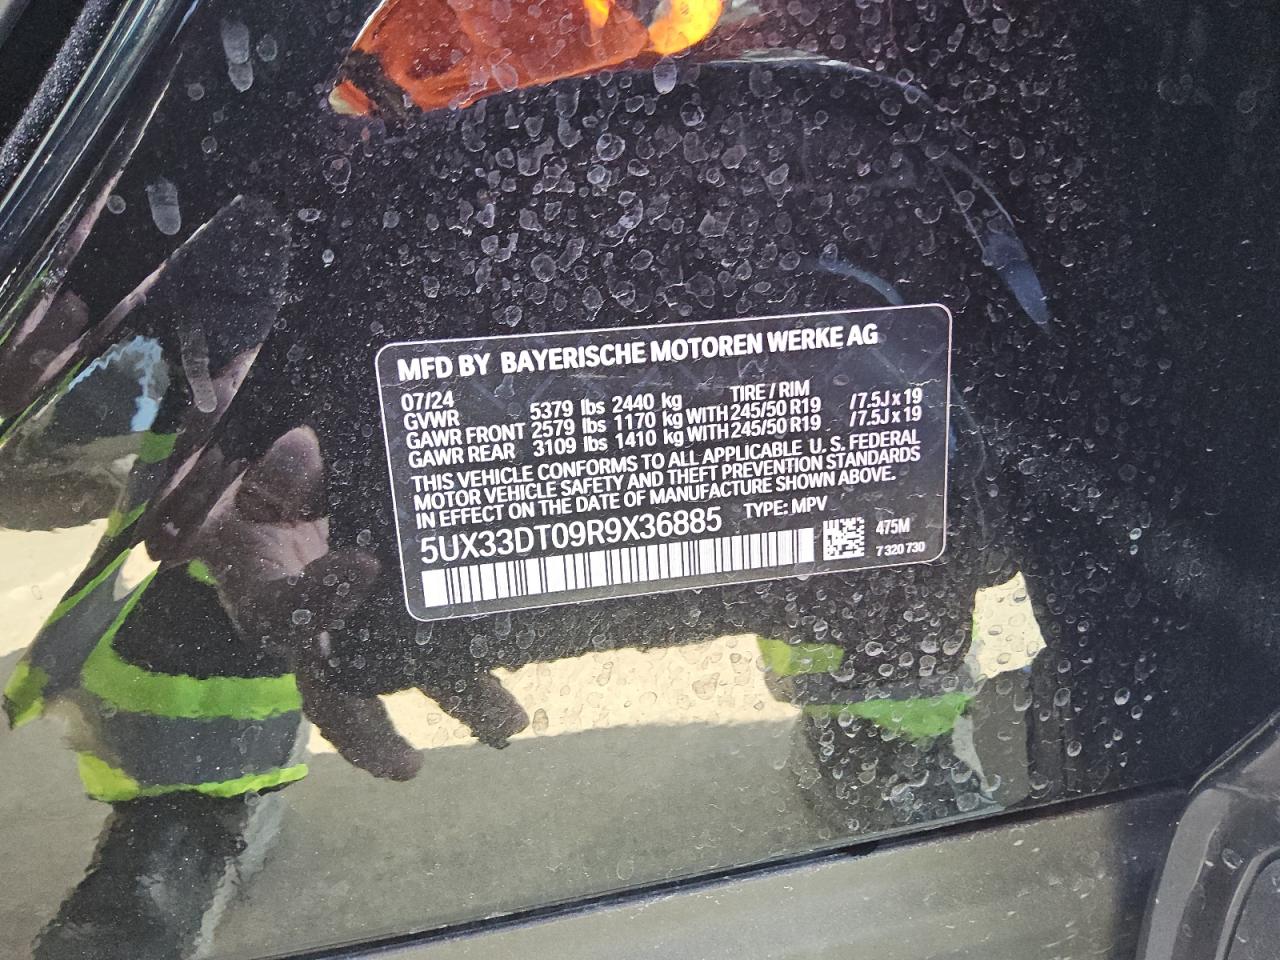 MFD BY BAYERISCHE MOTOREN WERKE AG
07/24 TIRE / RIM
GVWR 5379 lbs 2440 kg
GAWR FRONT 2579 lbs 1170 kg WITH 245/50 R19 /7.5J x 19
GAWR REAR 3109 lbs 1410 kg WITH 245/50 R19 /7.5J x 19
THIS VEHICLE CONFORMS TO ALL APPLICABLE U. S. FEDERAL
MOTOR VEHICLE SAFETY AND THEFT PREVENTION STANDARDS
IN EFFECT ON THE DATE OF MANUFACTURE SHOWN ABOVE.
5UX33DT09R9X36885 TYPE: MPV
475M
7 320 730